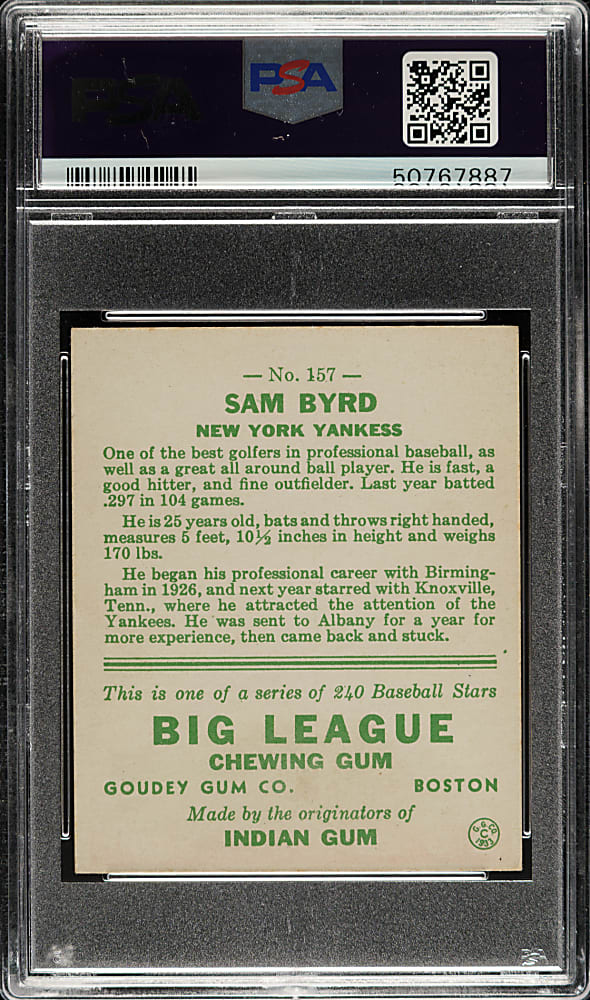 PSA
PSA
50767887
— No. 157 —
SAM BYRD
NEW YORK YANKESS
One of the best golfers in professional baseball, as
well as a great all around ball player. He is fast, a
good hitter, and fine outfielder. Last year batted
.297 in 104 games.
He is 25 years old, bats and throws right handed,
measures 5 feet, 10½ inches in height and weighs
170 lbs.
He began his professional career with Birming-
ham in 1926, and next year starred with Knoxville,
Tenn., where he attracted the attention of the
Yankees. He was sent to Albany for a year for
more experience, then came back and stuck.
This is one of a series of 240 Baseball Stars
BIG LEAGUE
CHEWING GUM
GOUDEY GUM CO. BOSTON
Made by the originators of
INDIAN GUM
G.G.CO.
C
1933
PSA